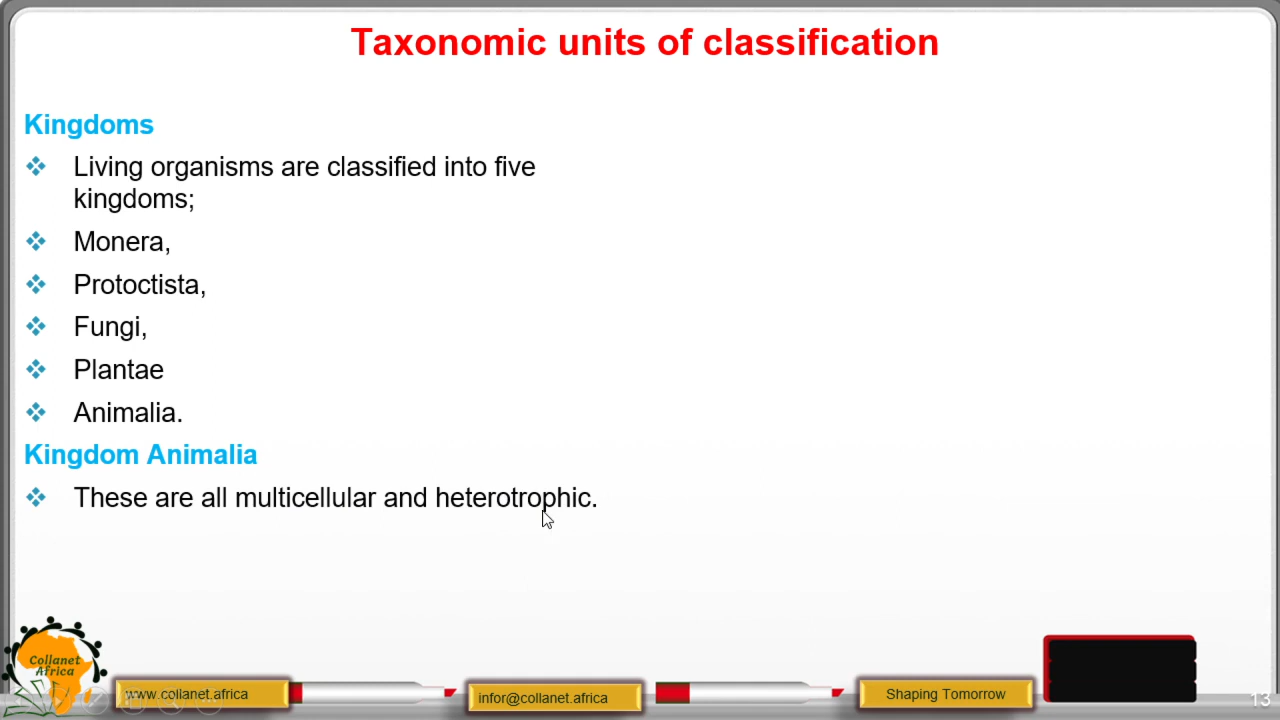 Taxonomic units of classification
Kingdoms
Living organisms are classified into five
kingdoms;
Monera,
Protoctista,
Fungi,
Plantae
Animalia.
Kingdom Animalia
These are all multicellular and heterotrophic.
Collanet
Africa
www.collanet.africa
infor@collanet.africa
Shaping Tomorrow
13